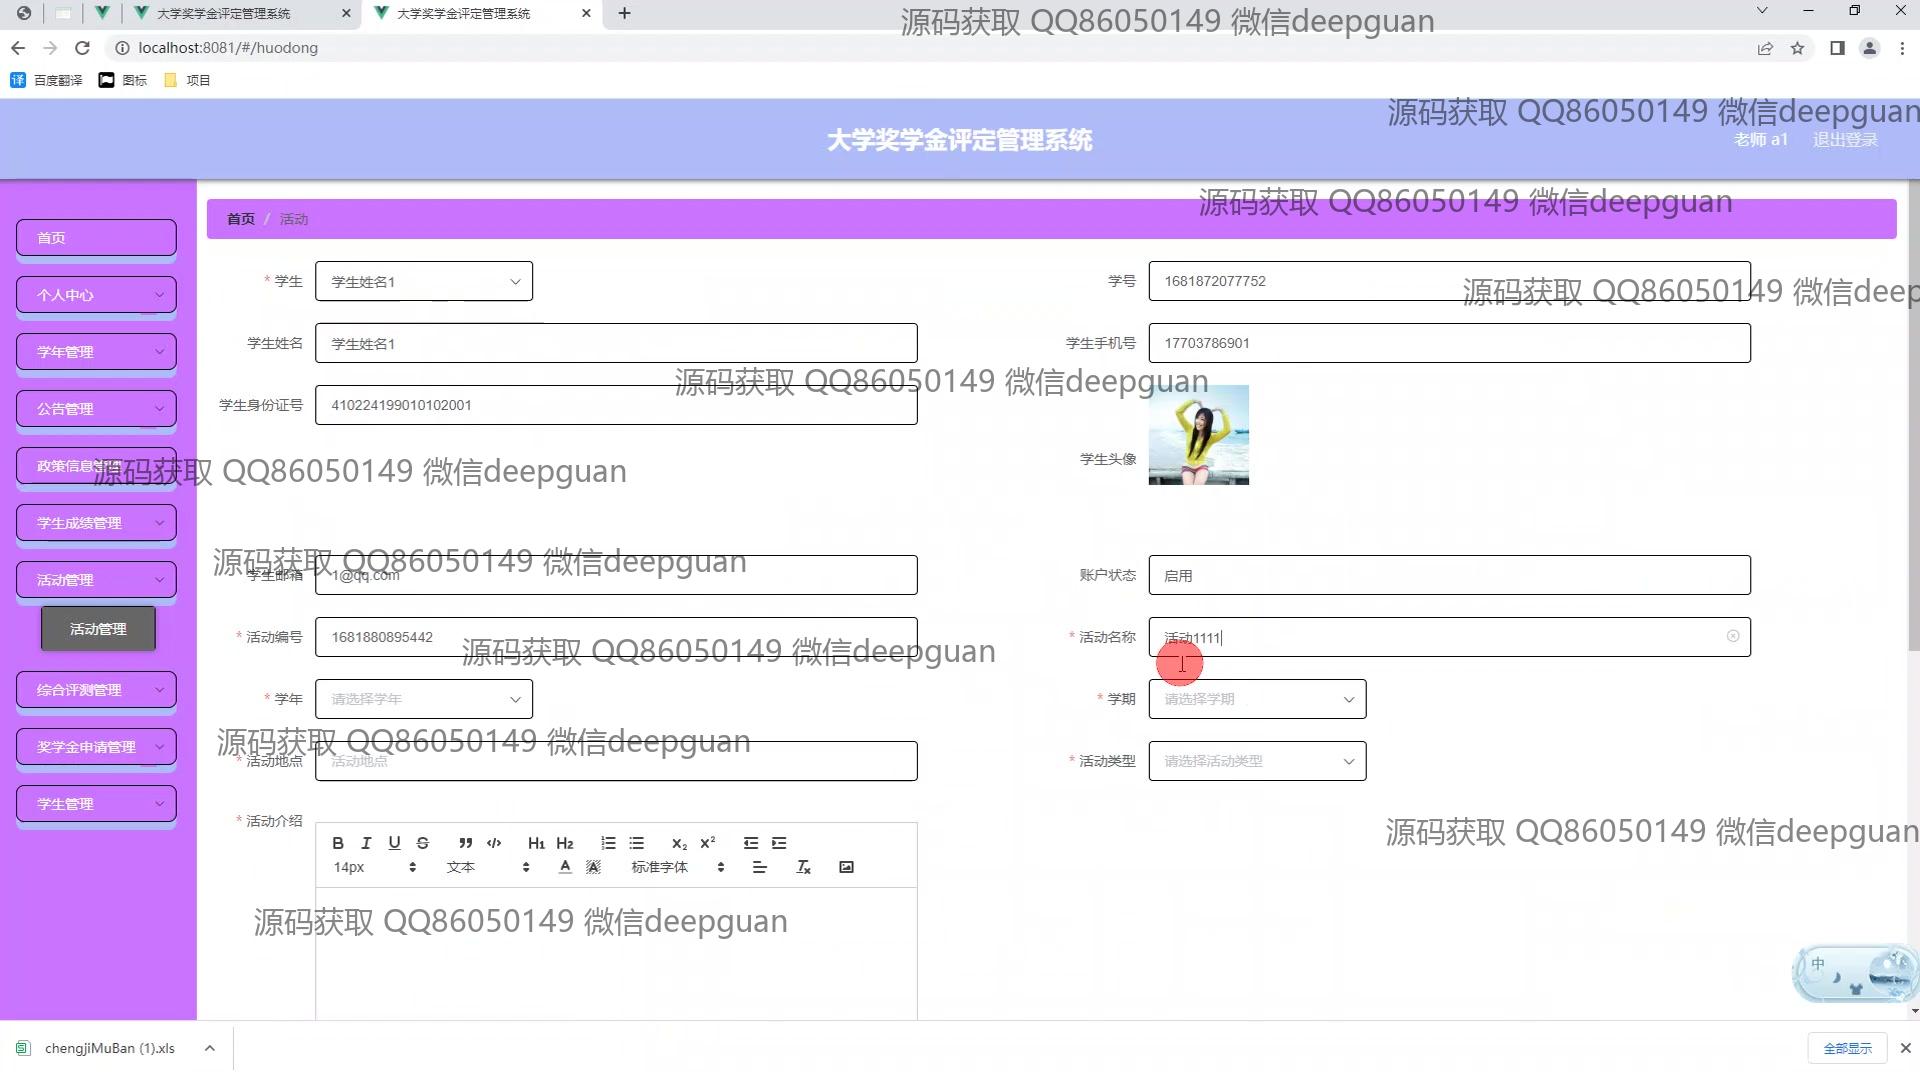 大学奖学金评定管理系统
大学奖学金评定管理系统
源码获取 QQ86050149 微信deepguan
localhost:8081/#/huodong
百度翻译
图标
项目
源码获取 QQ86050149 微信deepguan
大学奖学金评定管理系统
老师 a1
退出登录
源码获取 QQ86050149 微信deepguan
首页 / 活动
首页
个人中心
学年管理
公告管理
政策信息
学生成绩管理
活动管理
活动管理
综合评测管理
奖学金申请管理
学生管理
* 学生 学生姓名1
学号 1681872077752
源码获取 QQ86050149 微信deep
学生姓名 学生姓名1
学生手机号 17703786901
源码获取 QQ86050149 微信deepguan
学生身份证号 410224199010102001
学生头像
源码获取 QQ86050149 微信deepguan
源码获取 QQ86050149 微信deepguan
学生邮箱 1@qq.com
账户状态 启用
* 活动编号 1681880895442
* 活动名称 活动1111
源码获取 QQ86050149 微信deepguan
* 学年 请选择学年
* 学期 请选择学期
源码获取 QQ86050149 微信deepguan
* 活动地点 活动地点
* 活动类型 请选择活动类型
* 活动介绍
B I U S H1 H2 x2 x2
14px 文本 A A 标准字体 Tx
源码获取 QQ86050149 微信deepguan
源码获取 QQ86050149 微信deepguan
中
chengjiMuBan (1).xls
全部显示